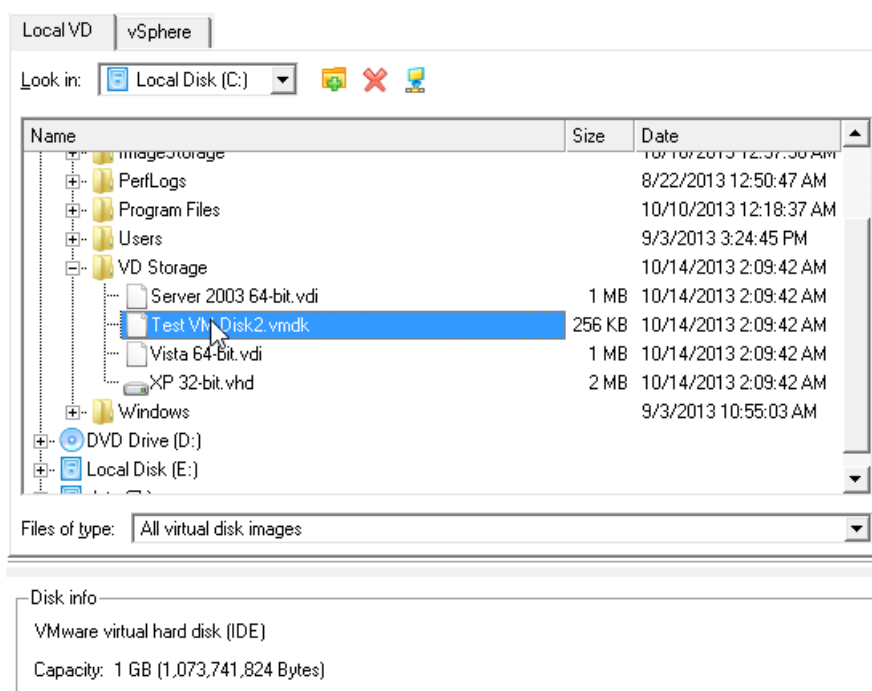 Local VD vSphere
Look in: Local Disk (C:)
Name Size Date
ImageStorage
PerfLogs 8/22/2013 12:50:47 AM
Program Files 10/10/2013 12:18:37 AM
Users 9/3/2013 3:24:45 PM
VD Storage 10/14/2013 2:09:42 AM
Server 2003 64-bit.vdi 1 MB 10/14/2013 2:09:42 AM
Test VM Disk2.vmdk 256 KB 10/14/2013 2:09:42 AM
Vista 64-bit.vdi 1 MB 10/14/2013 2:09:42 AM
XP 32-bit.vhd 2 MB 10/14/2013 2:09:42 AM
Windows 9/3/2013 10:55:03 AM
DVD Drive (D:)
Local Disk (E:)
Files of type: All virtual disk images
Disk info
VMware virtual hard disk (IDE)
Capacity: 1 GB (1,073,741,824 Bytes)